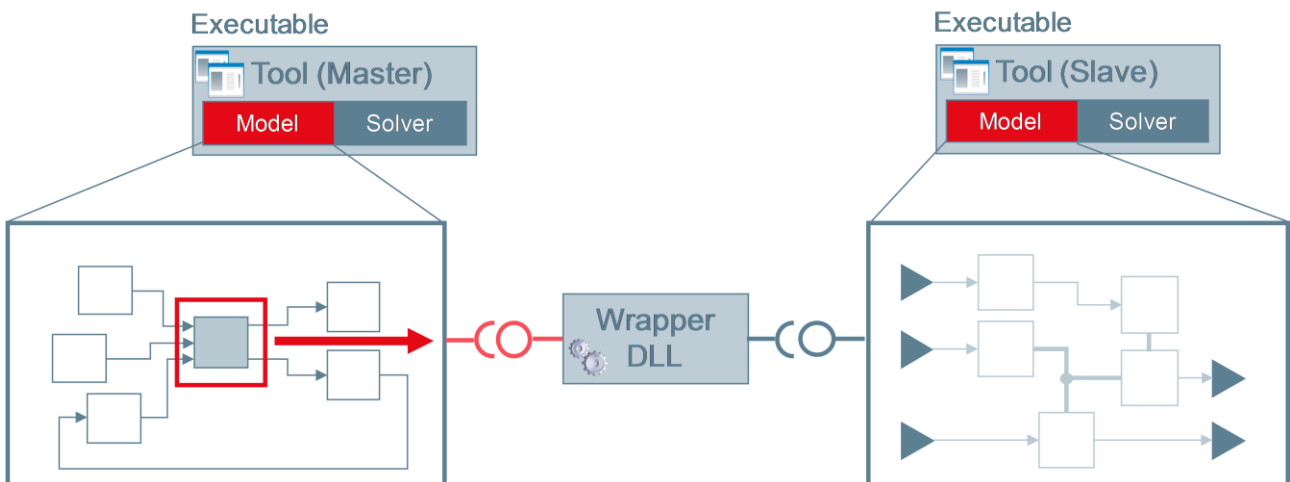 Executable
Tool (Master)
Model
Solver
Executable
Tool (Slave)
Model
Solver
Wrapper
DLL